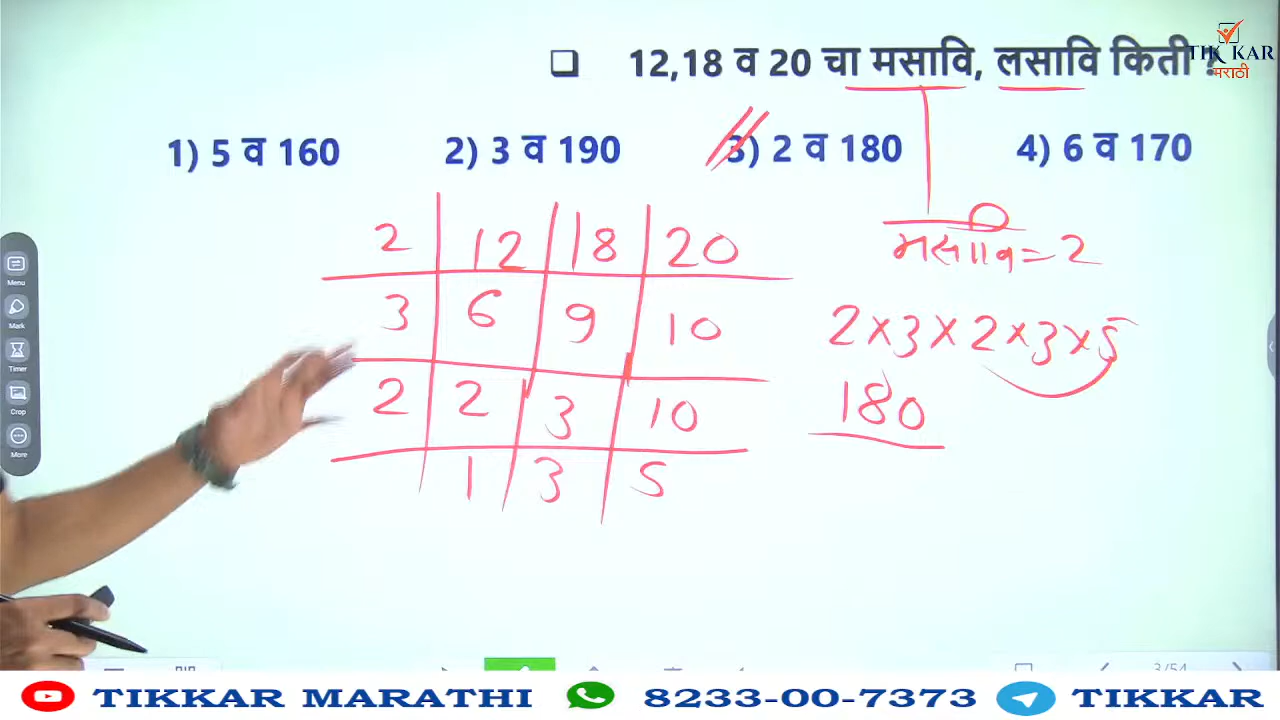 ❑ 12,18 व 20 चा मसावि, लसावि किती ?
TIKKAR
मराठी
1) 5 व 160 2) 3 व 190 3) 2 व 180 4) 6 व 170
2 12 18 20
3 6 9 10
2 2 3 10
1 3 5
मसावि = 2
2×3×2×3×5
180
Menu
Mark
Timer
Crop
More
3/54
TIKKAR MARATHI 8233-00-7373 TIKKAR